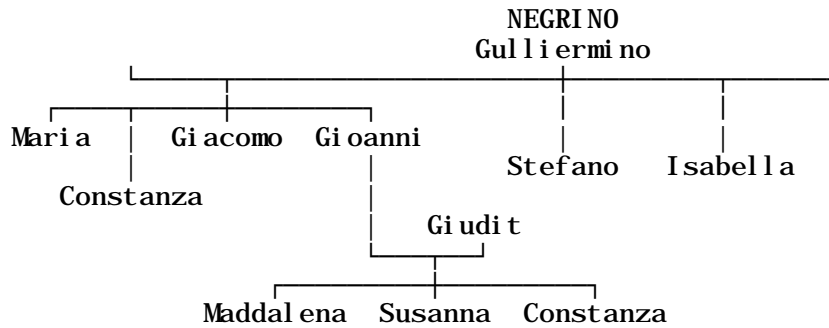 NEGRINO
Gulliermino
Maria Giacomo Gioanni
Stefano Isabella
Constanza
Giudit
Maddalena Susanna Constanza